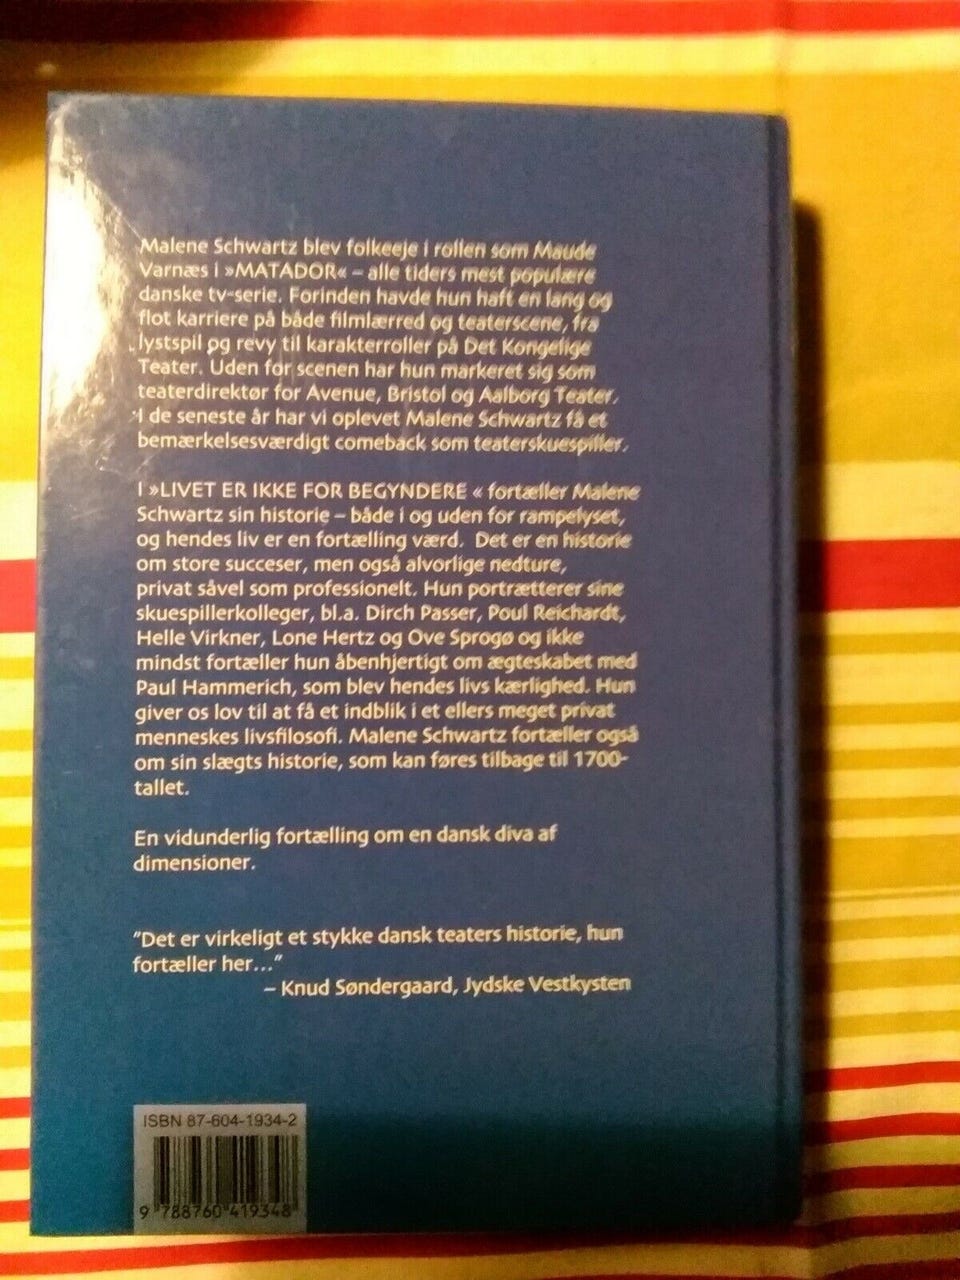 Malene Schwartz blev folkeeje i rollen som Maude
Varnæs i »MATADOR« – alle tiders mest populære
danske tv-serie. Forinden havde hun haft en lang og
flot karriere på både filmlærred og teaterscene, fra
lystspil og revy til karakterroller på Det Kongelige
Teater. Uden for scenen har hun markeret sig som
teaterdirektør for Avenue, Bristol og Aalborg Teater.
I de seneste år har vi oplevet Malene Schwartz få et
bemærkelsesværdigt comeback som teaterskuespiller.
I »LIVET ER IKKE FOR BEGYNDERE « fortæller Malene
Schwartz sin historie – både i og uden for rampelyset,
og hendes liv er en fortælling værd. Det er en historie
om store succeser, men også alvorlige nedture,
privat såvel som professionelt. Hun portrætterer sine
skuespillerkolleger, bl.a. Dirch Passer, Poul Reichardt,
Helle Virkner, Lone Hertz og Ove Sprogø og ikke
mindst fortæller hun åbenhjertigt om ægteskabet med
Paul Hammerich, som blev hendes livs kærlighed. Hun
giver os lov til at få et indblik i et ellers meget privat
menneskes livsfilosofi. Malene Schwartz fortæller også
om sin slægts historie, som kan føres tilbage til 1700-
tallet.
En vidunderlig fortælling om en dansk diva af
dimensioner.
"Det er virkeligt et stykke dansk teaters historie, hun
fortæller her..."
– Knud Søndergaard, Jydske Vestkysten
ISBN 87-604-1934-2
9 788760 419348